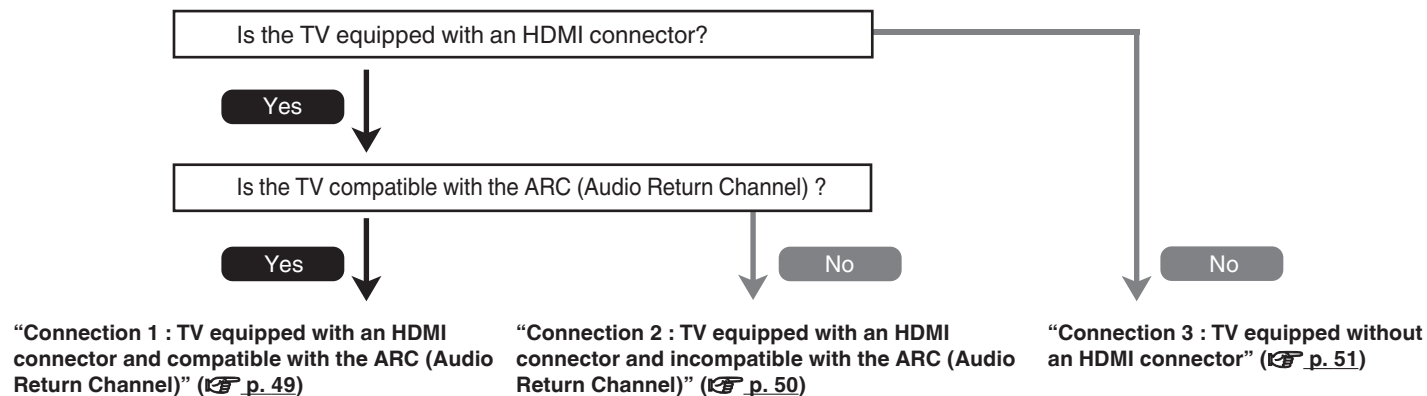 Is the TV equipped with an HDMI connector?
Yes
Is the TV compatible with the ARC (Audio Return Channel) ?
Yes
No
No
“Connection 1 : TV equipped with an HDMI
connector and compatible with the ARC (Audio
Return Channel)” (☞ p. 49)
“Connection 2 : TV equipped with an HDMI
connector and incompatible with the ARC (Audio
Return Channel)” (☞ p. 50)
“Connection 3 : TV equipped without
an HDMI connector” (☞ p. 51)